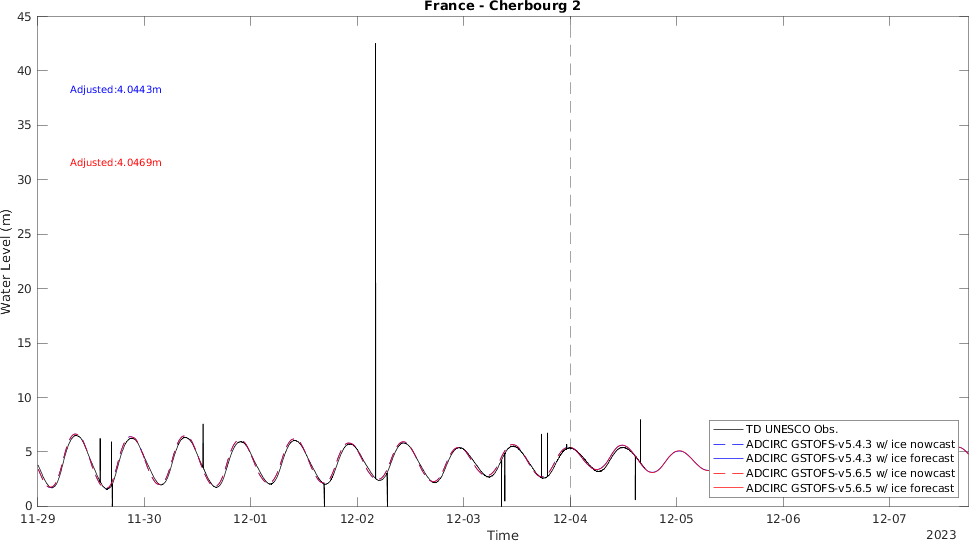 France - Cherbourg 2
45
40
35
30
25
20
15
10
5
0
Water Level (m)
Adjusted:4.0443m
Adjusted:4.0469m
TD UNESCO Obs.
ADCIRC GSTOFS-v5.4.3 w/ ice nowcast
ADCIRC GSTOFS-v5.4.3 w/ ice forecast
ADCIRC GSTOFS-v5.6.5 w/ ice nowcast
ADCIRC GSTOFS-v5.6.5 w/ ice forecast
11-29 11-30 12-01 12-02 12-03 12-04 12-05 12-06 12-07
Time
2023